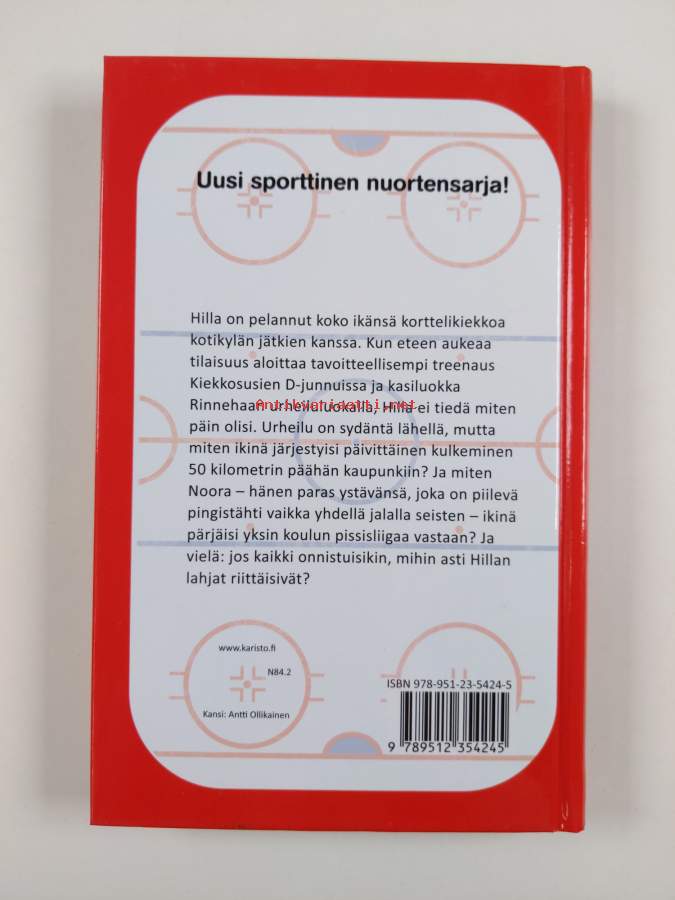 Uusi sporttinen nuortensarja!
Hilla on pelannut koko ikänsä korttelikiekkoa
kotikylän jätkien kanssa. Kun eteen aukeaa
tilaisuus aloittaa tavoitteellisempi treenaus
Kiekkosusien D-junnuissa ja kasiluokka
Rinnehaan urheiluluokalla, Hilla ei tiedä miten
Antikvariaatti.net
päin olisi. Urheilu on sydäntä lähellä, mutta
miten ikinä järjestyisi päivittäinen kulkeminen
50 kilometrin päähän kaupunkiin? Ja miten
Noora – hänen paras ystävänsä, joka on piilevä
pingistähti vaikka yhdellä jalalla seisten – ikinä
pärjäisi yksin koulun pissisliigaa vastaan? Ja
vielä: jos kaikki onnistuisikin, mihin asti Hillan
lahjat riittäisivät?
www.karisto.fi
N84.2
Kansi: Antti Ollikainen
ISBN 978-951-23-5424-5
9 789512 354245